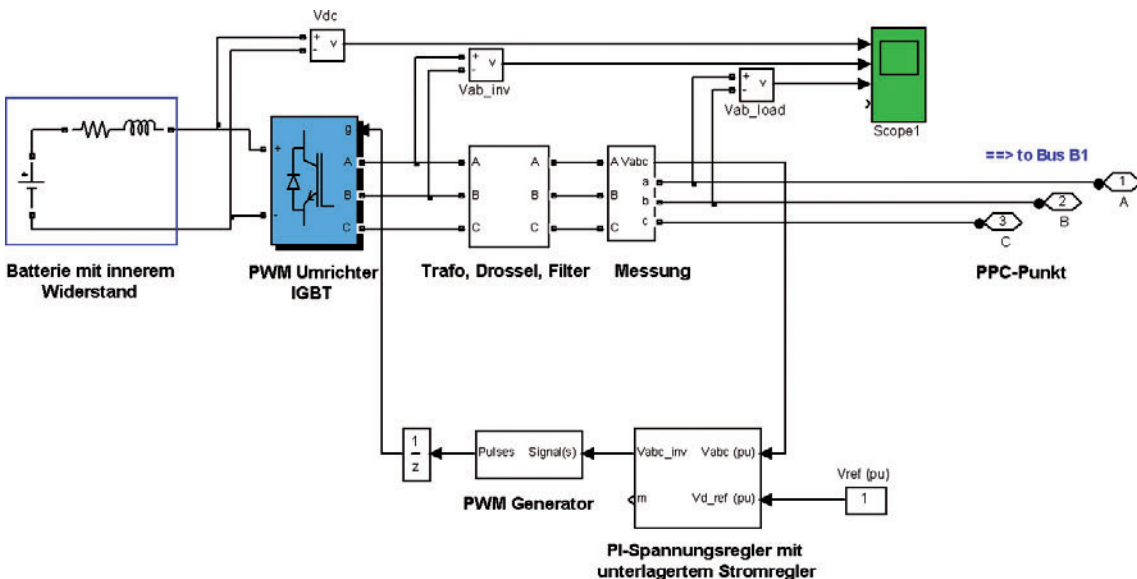 Vdc
+
-
v
Vab_inv
+
-
v
Vab_load
+
-
v
Scope1
==> to Bus B1
g
+
-
A
B
C
A
B
C
A
B
C
A
B
C
Vabc
a
b
c
1
A
2
B
3
C
Batterie mit innerem
Widerstand
PWM Umrichter
IGBT
Trafo, Drossel, Filter
Messung
PPC-Punkt
1
z
Pulses
Signal(s)
PWM Generator
Vabc_inv
Vabc (pu)
m
Vd_ref (pu)
Vref (pu)
1
PI-Spannungsregler mit
unterlagertem Stromregler